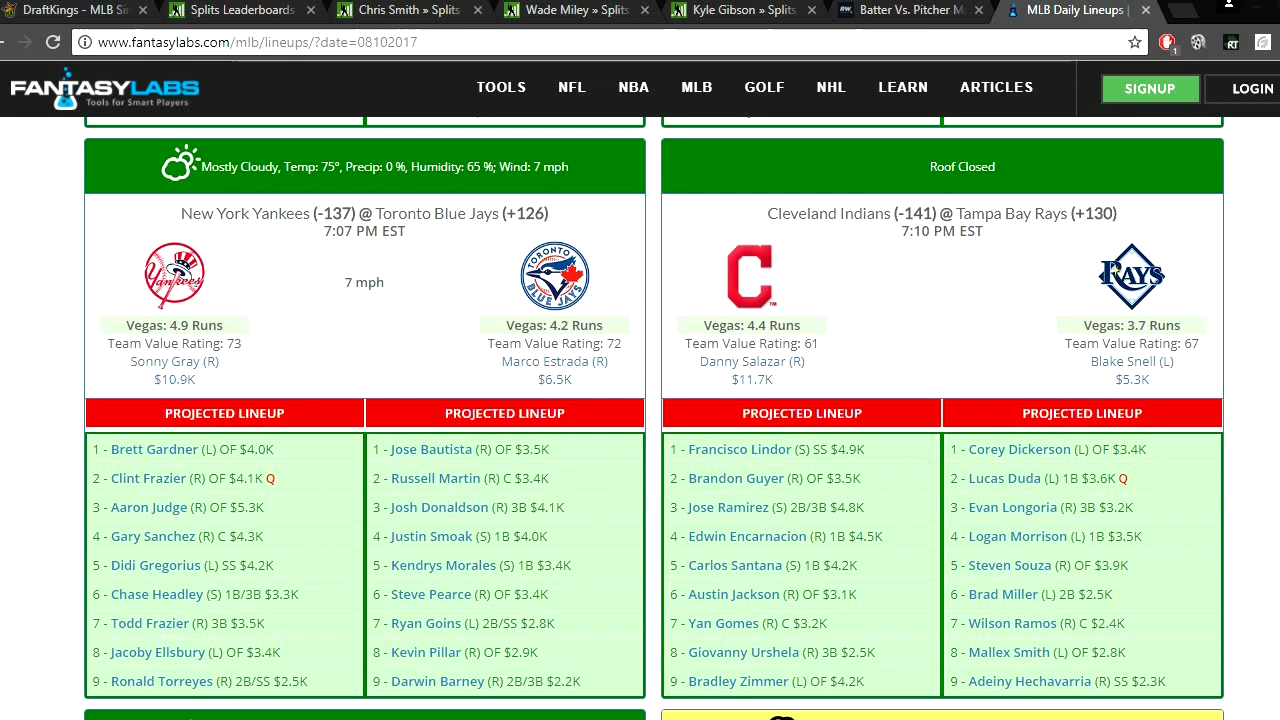 DraftKings - MLB Sin
Splits Leaderboards
Chris Smith » Splits
Wade Miley » Splits
Kyle Gibson » Splits
Batter Vs. Pitcher M
MLB Daily Lineups |
www.fantasylabs.com/mlb/lineups/?date=08102017
1
RT
FANTASYLABS
Tools for Smart Players
TOOLS NFL NBA MLB GOLF NHL LEARN ARTICLES
SIGNUP
LOGIN
Mostly Cloudy, Temp: 75°, Precip: 0 %, Humidity: 65 %; Wind: 7 mph
New York Yankees (-137) @ Toronto Blue Jays (+126)
7:07 PM EST
Yankees
7 mph
TORONTO
BLUE JAYS
Vegas: 4.9 Runs
Team Value Rating: 73
Sonny Gray (R)
$10.9K
Vegas: 4.2 Runs
Team Value Rating: 72
Marco Estrada (R)
$6.5K
PROJECTED LINEUP
1 - Brett Gardner (L) OF $4.0K
2 - Clint Frazier (R) OF $4.1K Q
3 - Aaron Judge (R) OF $5.3K
4 - Gary Sanchez (R) C $4.3K
5 - Didi Gregorius (L) SS $4.2K
6 - Chase Headley (S) 1B/3B $3.3K
7 - Todd Frazier (R) 3B $3.5K
8 - Jacoby Ellsbury (L) OF $3.4K
9 - Ronald Torreyes (R) 2B/SS $2.5K
PROJECTED LINEUP
1 - Jose Bautista (R) OF $3.5K
2 - Russell Martin (R) C $3.4K
3 - Josh Donaldson (R) 3B $4.1K
4 - Justin Smoak (S) 1B $4.0K
5 - Kendrys Morales (S) 1B $3.4K
6 - Steve Pearce (R) OF $3.4K
7 - Ryan Goins (L) 2B/SS $2.8K
8 - Kevin Pillar (R) OF $2.9K
9 - Darwin Barney (R) 2B/3B $2.2K
Roof Closed
Cleveland Indians (-141) @ Tampa Bay Rays (+130)
7:10 PM EST
C
RAYS
Vegas: 4.4 Runs
Team Value Rating: 61
Danny Salazar (R)
$11.7K
Vegas: 3.7 Runs
Team Value Rating: 67
Blake Snell (L)
$5.3K
PROJECTED LINEUP
1 - Francisco Lindor (S) SS $4.9K
2 - Brandon Guyer (R) OF $3.5K
3 - Jose Ramirez (S) 2B/3B $4.8K
4 - Edwin Encarnacion (R) 1B $4.5K
5 - Carlos Santana (S) 1B $4.2K
6 - Austin Jackson (R) OF $3.1K
7 - Yan Gomes (R) C $3.2K
8 - Giovanny Urshela (R) 3B $2.5K
9 - Bradley Zimmer (L) OF $4.2K
PROJECTED LINEUP
1 - Corey Dickerson (L) OF $3.4K
2 - Lucas Duda (L) 1B $3.6K Q
3 - Evan Longoria (R) 3B $3.2K
4 - Logan Morrison (L) 1B $3.5K
5 - Steven Souza (R) OF $3.9K
6 - Brad Miller (L) 2B $2.5K
7 - Wilson Ramos (R) C $2.4K
8 - Mallex Smith (L) OF $2.8K
9 - Adeiny Hechavarria (R) SS $2.3K